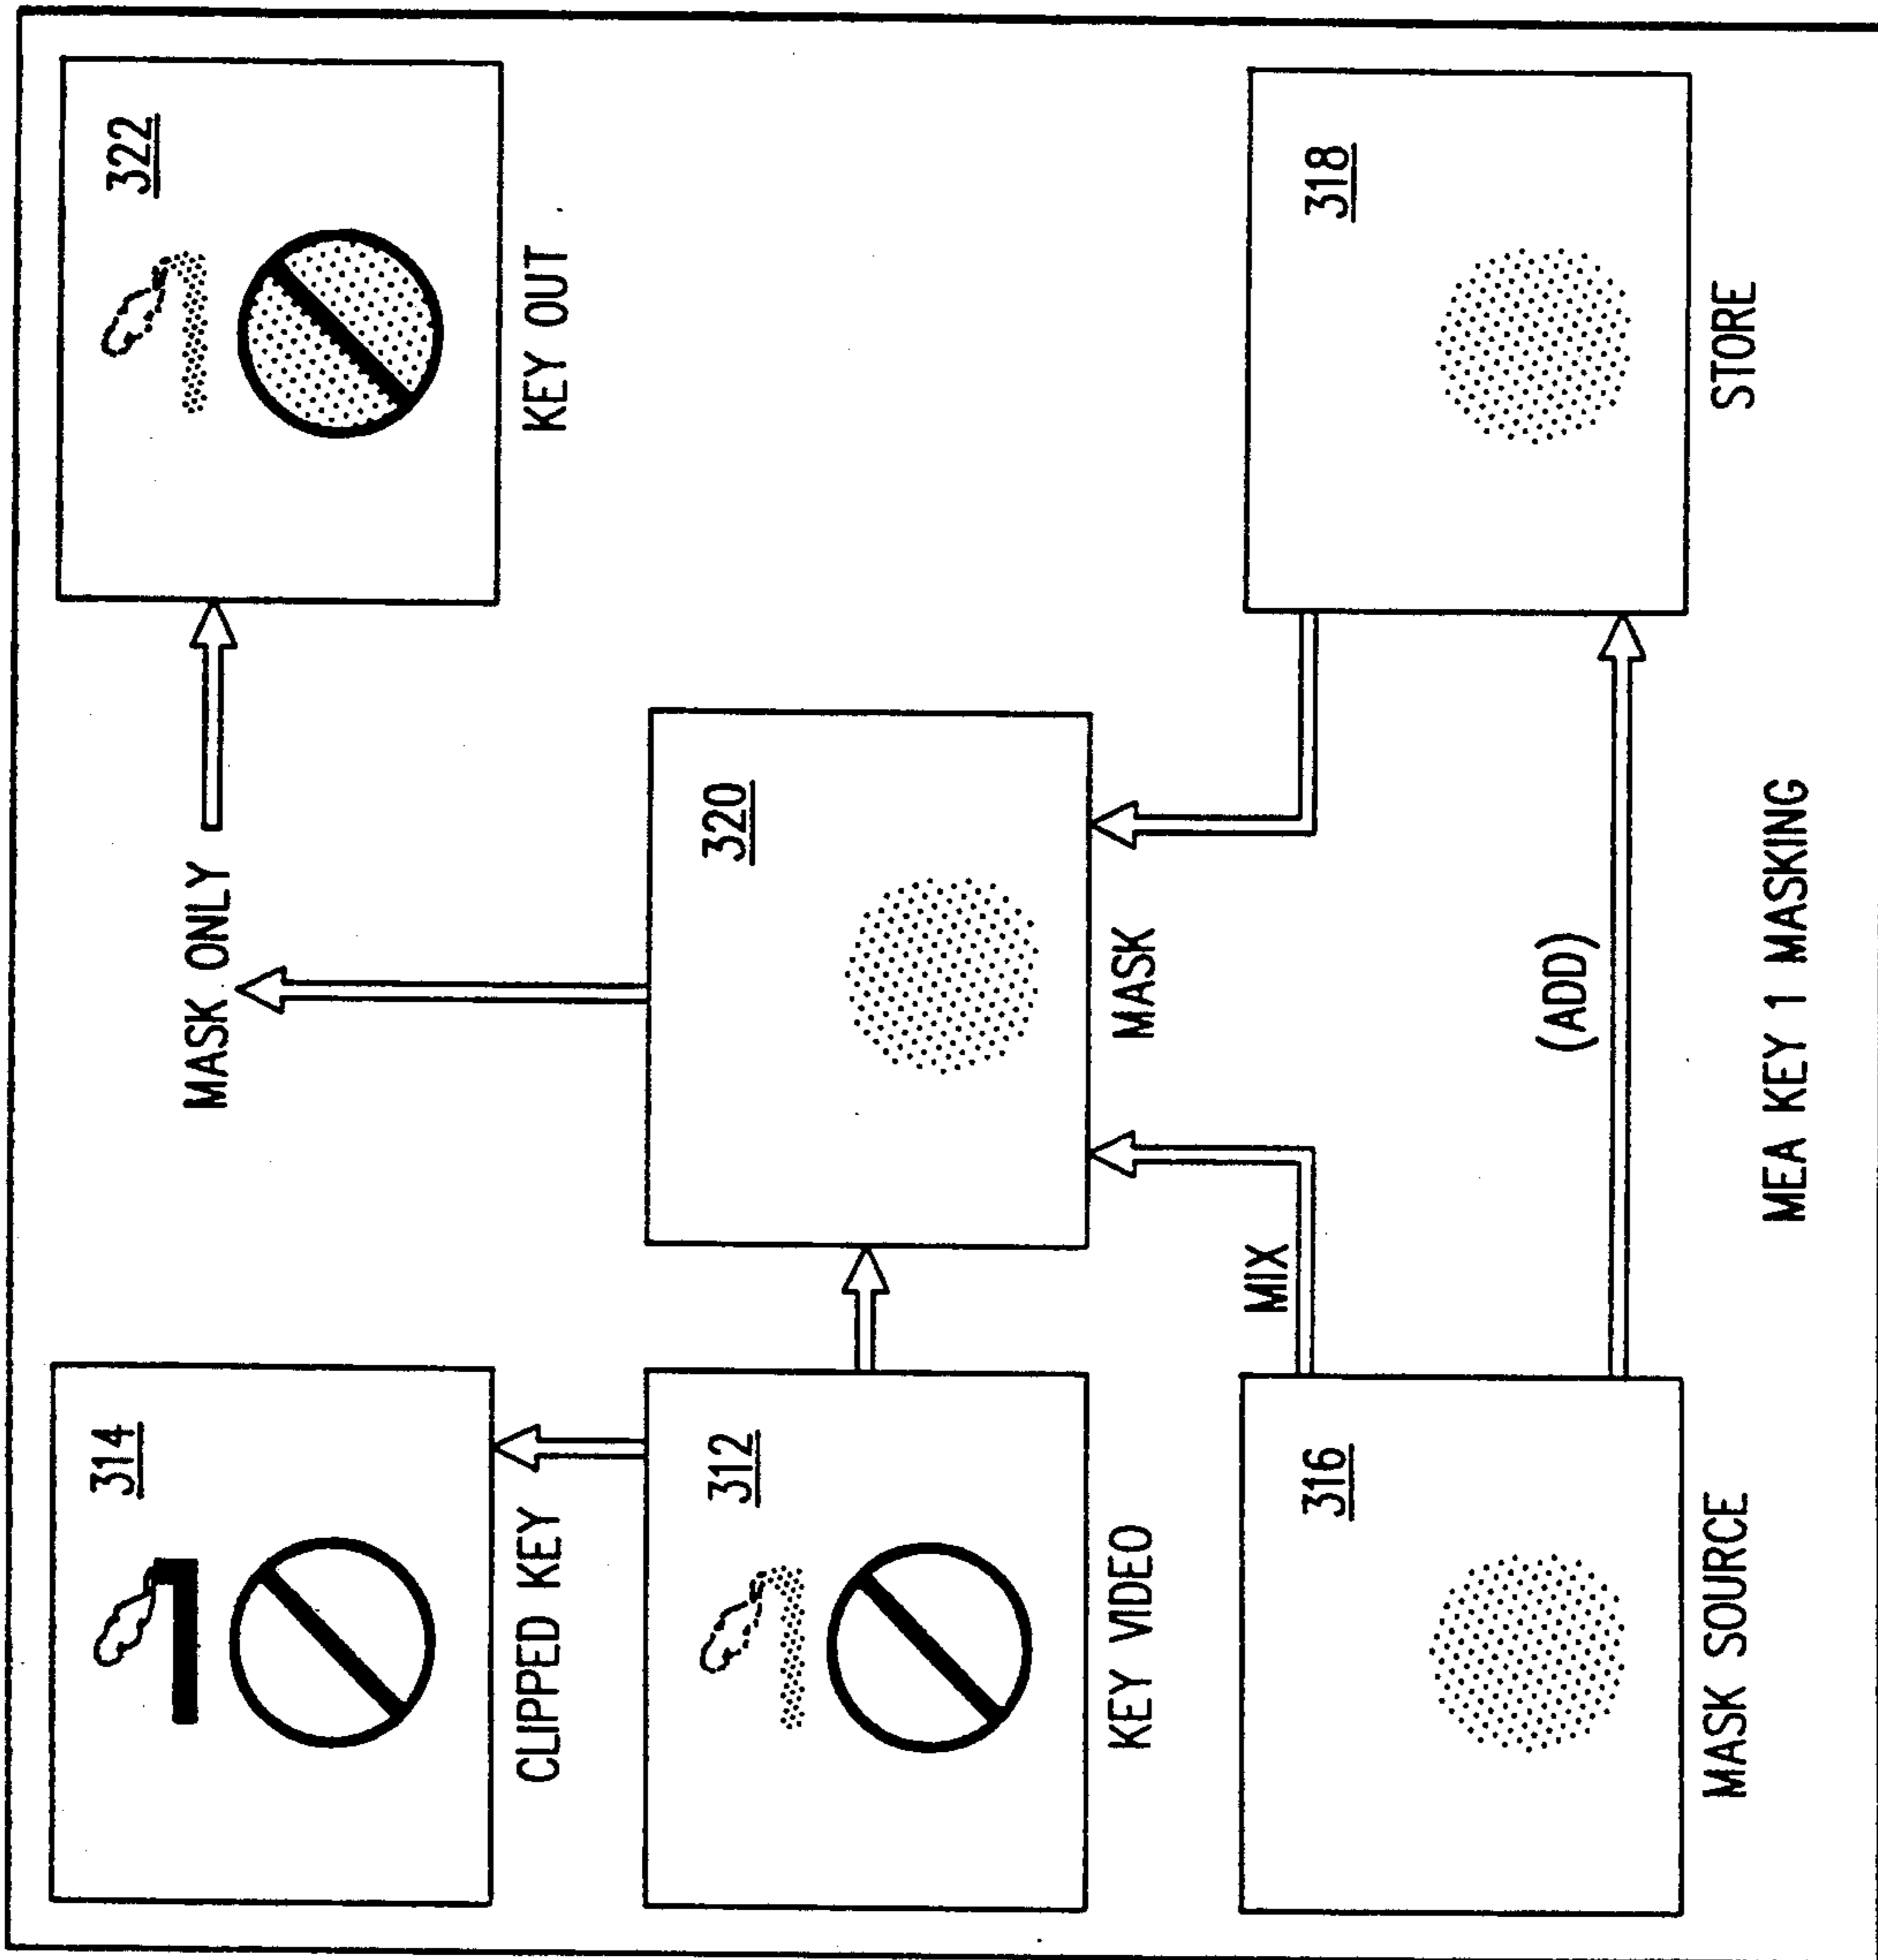 314
CLIPPED KEY
MASK ONLY
322
KEY OUT
312
KEY VIDEO
320
MASK
MIX
316
MASK SOURCE
(ADD)
318
STORE
MEA KEY 1 MASKING